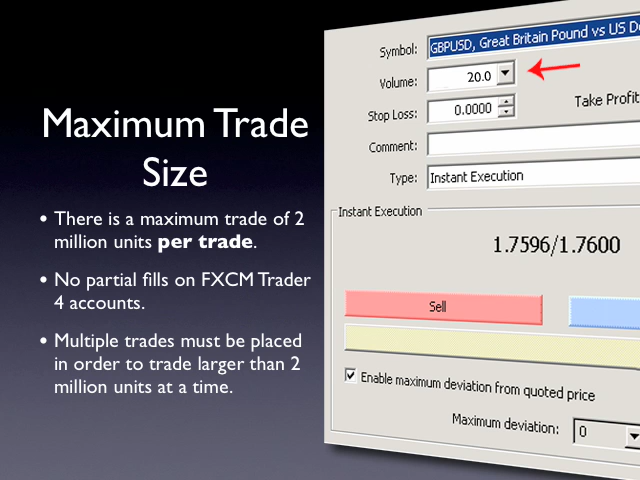 Maximum Trade
Size
• There is a maximum trade of 2
million units per trade.
• No partial fills on FXCM Trader
4 accounts.
• Multiple trades must be placed
in order to trade larger than 2
million units at a time.
Symbol: GBPUSD, Great Britain Pound vs US Do
Volume: 20.0
Stop Loss: 0.0000 Take Profit
Comment:
Type: Instant Execution
Instant Execution
1.7596/1.7600
Sell
Enable maximum deviation from quoted price
Maximum deviation: 0